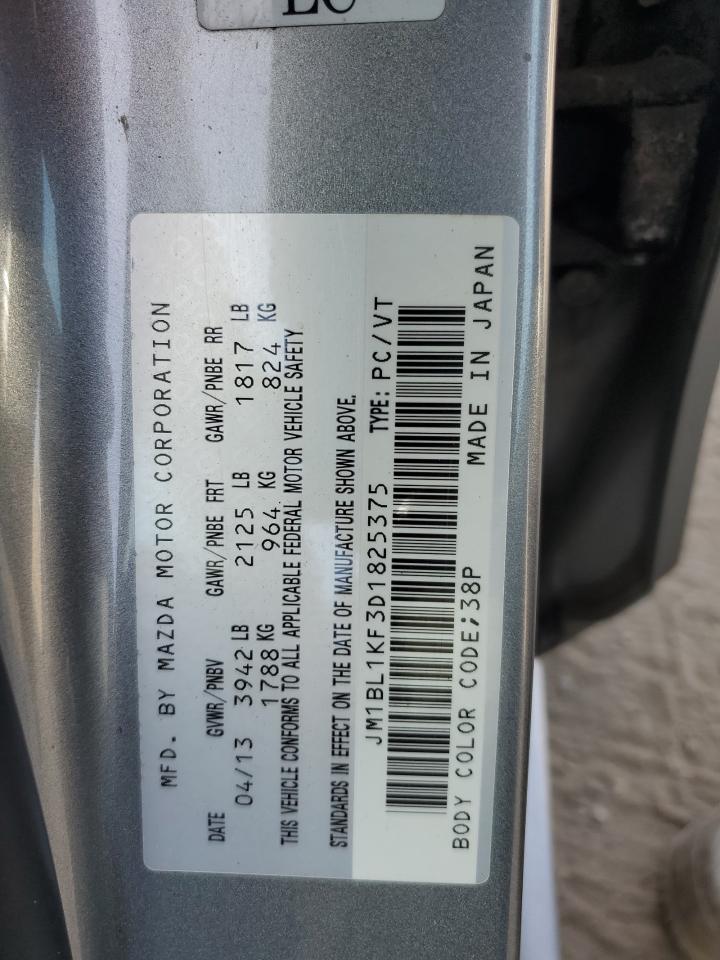 MFD. BY MAZDA MOTOR CORPORATION
DATE GVWR/PNBV GAWR/PNBE FRT GAWR/PNBE RR
04/13 3942 LB 2125 LB 1817 LB
1788 KG 964 KG 824 KG
THIS VEHICLE CONFORMS TO ALL APPLICABLE FEDERAL MOTOR VEHICLE SAFETY
STANDARDS IN EFFECT ON THE DATE OF MANUFACTURE SHOWN ABOVE.
JM1BL1KF3D1825375 TYPE: PC/VT
BODY COLOR CODE;38P MADE IN JAPAN